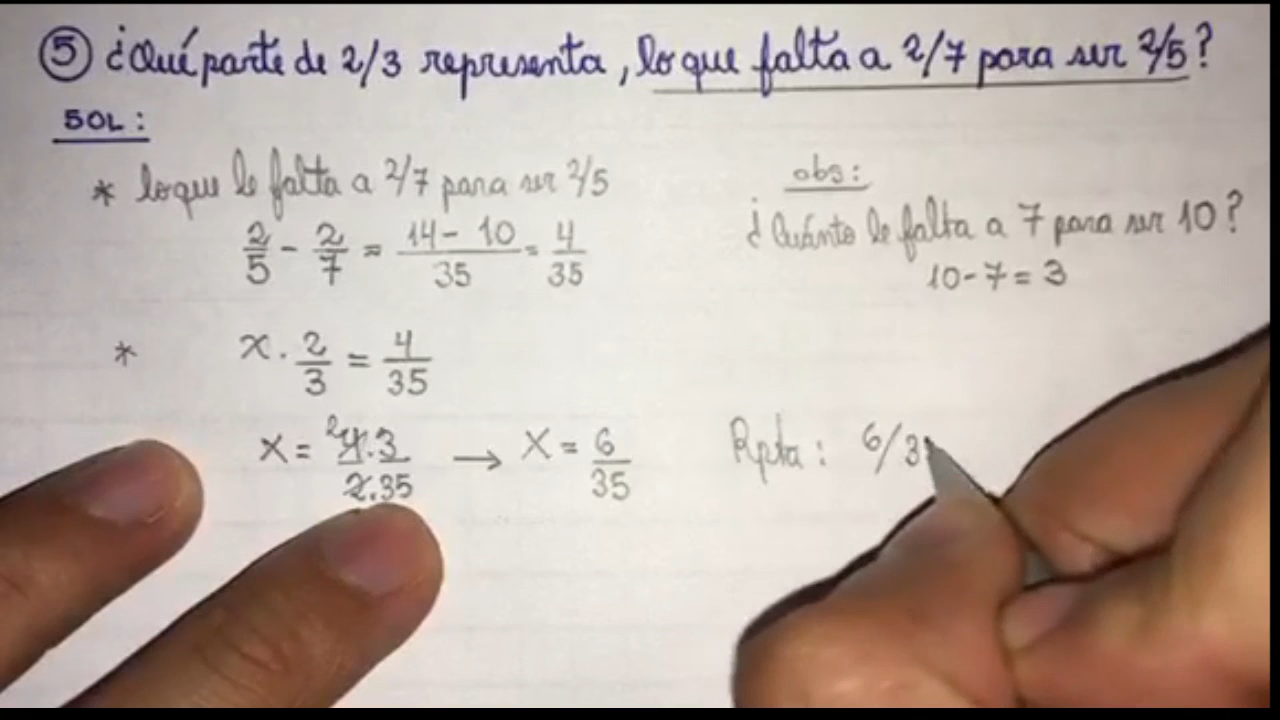 ⑤ ¿Qué parte de 2/3 representa, lo que falta a 2/7 para ser 2/5?
SOL:
* lo que le falta a 2/7 para ser 2/5
2/5 - 2/7 = 14 - 10/35 = 4/35
obs:
¿Cuánto le falta a 7 para ser 10?
10 - 7 = 3
* x . 2/3 = 4/35
x = ²4.3/2.35 → x = 6/35
Rpta: 6/3